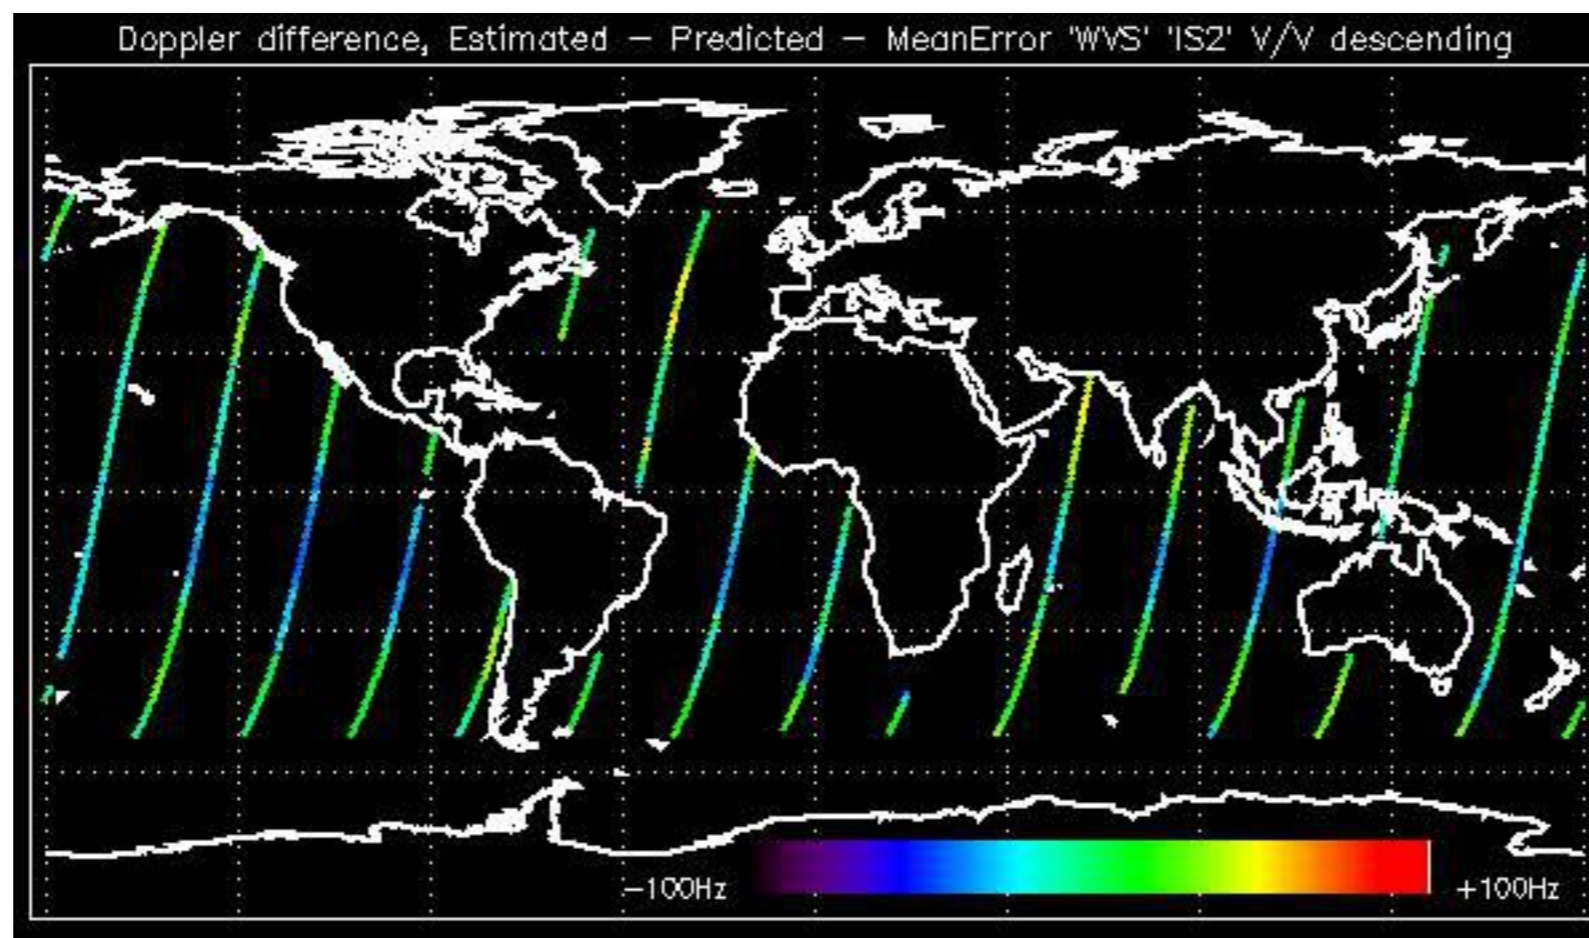 Doppler difference, Estimated – Predicted – MeanError 'WVS' 'IS2' V/V descending
–100Hz +100Hz